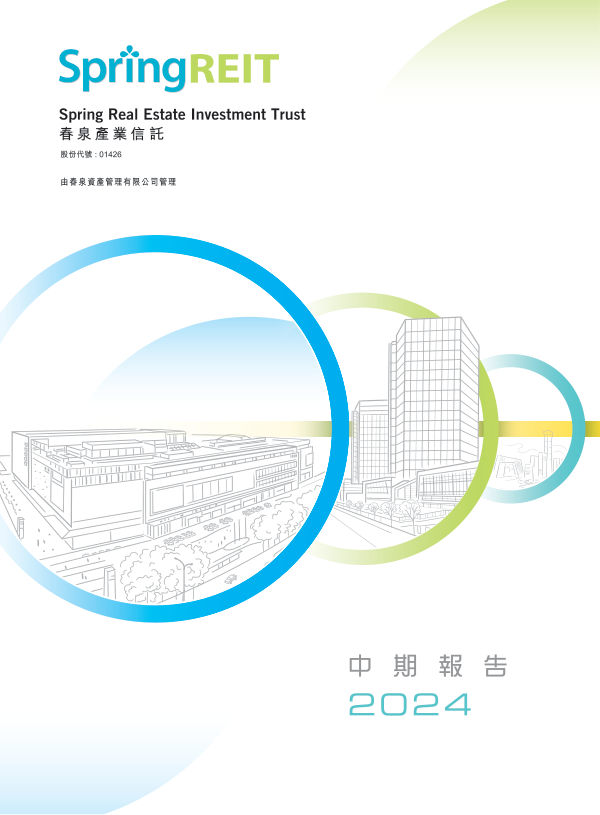 SpringREIT
Spring Real Estate Investment Trust
春泉產業信託
股份代號 : 01426
由春泉資產管理有限公司管理
中期報告
2024